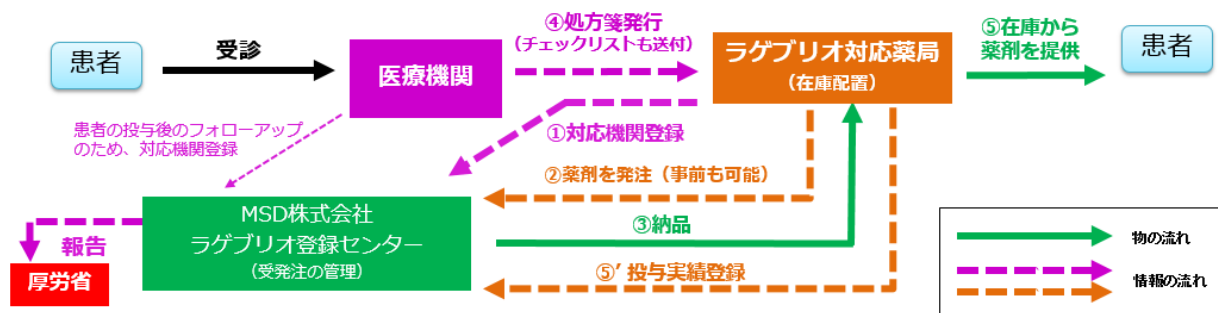 患者
受診
医療機関
④処方箋発行
(チェックリストも送付)
ラゲブリオ対応薬局
(在庫配置)
⑤在庫から
薬剤を提供
患者
患者の投与後のフォローアップ
のため、対応機関登録
①対応機関登録
②薬剤を発注(事前も可能)
MSD株式会社
ラゲブリオ登録センター
(受発注の管理)
③納品
⑤’投与実績登録
報告
厚労省
物の流れ
情報の流れ